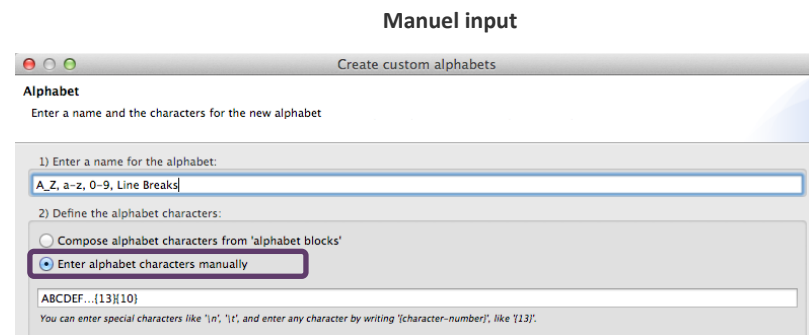 Manuel input
Create custom alphabets
Alphabet
Enter a name and the characters for the new alphabet
1) Enter a name for the alphabet:
A_Z, a-z, 0-9, Line Breaks
2) Define the alphabet characters:
Compose alphabet characters from 'alphabet blocks'
Enter alphabet characters manually
ABCDEF...{13}{10}
You can enter special characters like '\n', '\t', and enter any character by writing '{character-number}', like '{13}'.